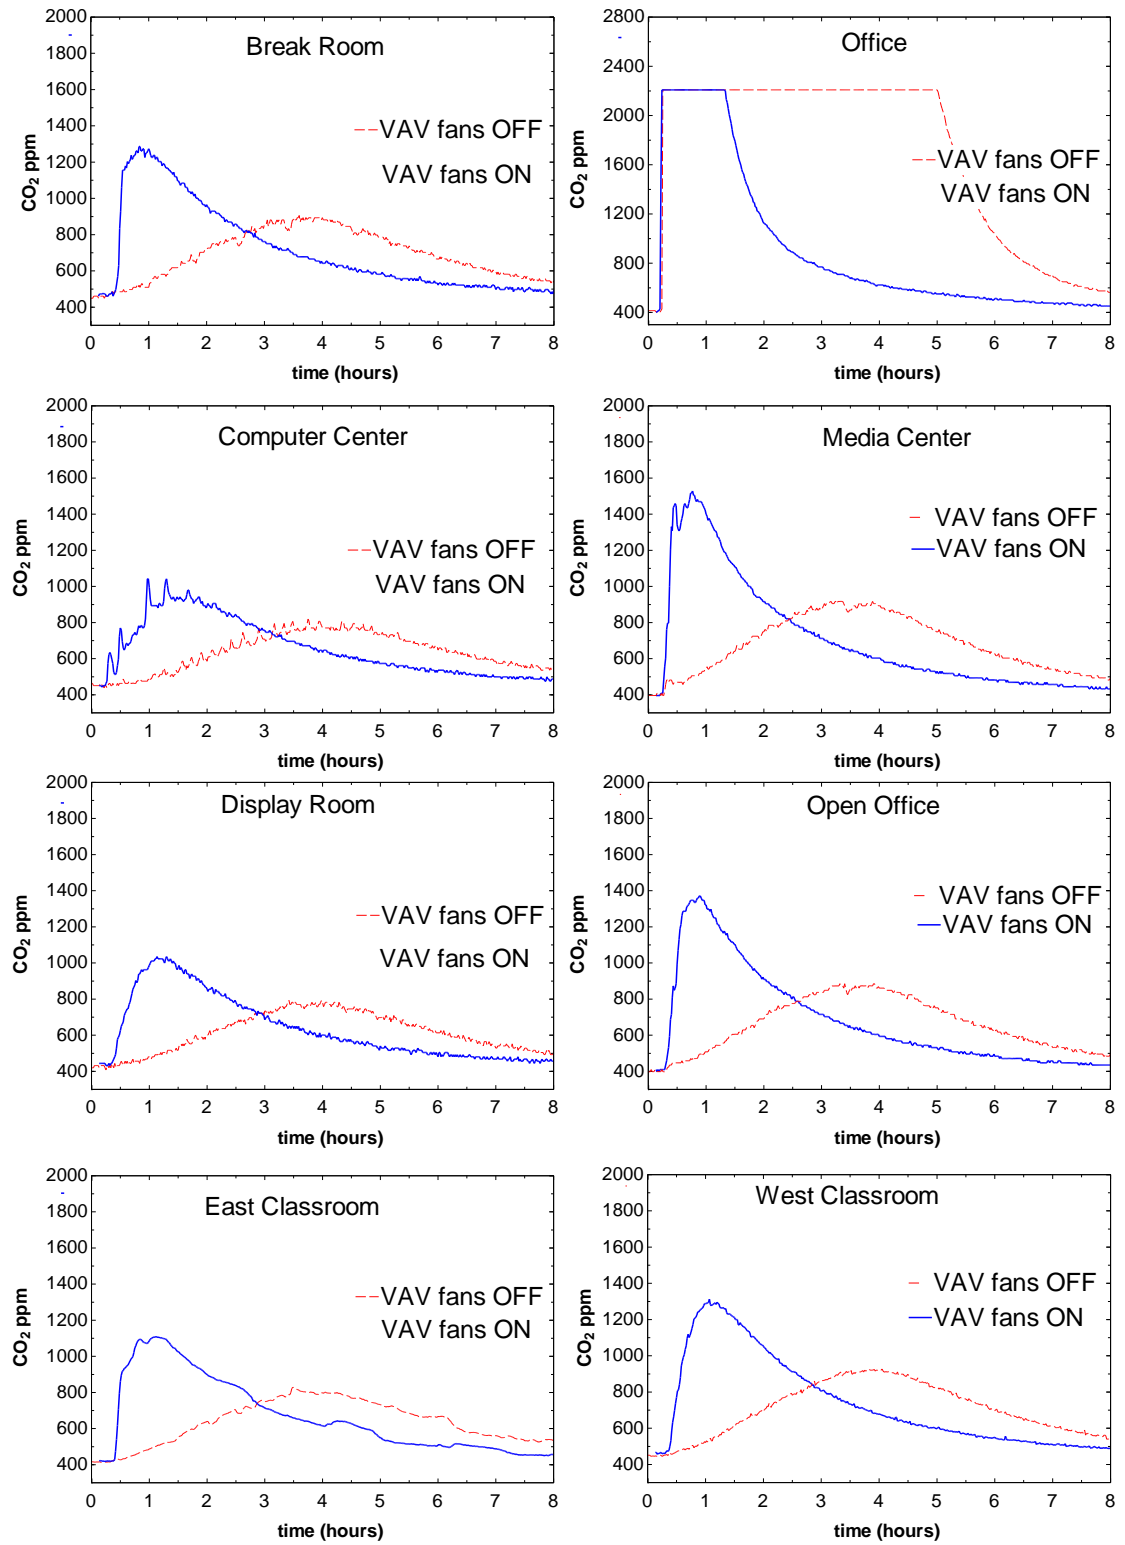 Break Room
2000
1800
1600
1400
1200
1000
800
600
400
CO2 ppm
VAV fans OFF
VAV fans ON
0 1 2 3 4 5 6 7 8
time (hours)
Office
2800
2400
2000
1600
1200
800
400
CO2 ppm
VAV fans OFF
VAV fans ON
0 1 2 3 4 5 6 7 8
time (hours)
Computer Center
2000
1800
1600
1400
1200
1000
800
600
400
CO2 ppm
VAV fans OFF
VAV fans ON
0 1 2 3 4 5 6 7 8
time (hours)
Media Center
2000
1800
1600
1400
1200
1000
800
600
400
CO2 ppm
VAV fans OFF
VAV fans ON
0 1 2 3 4 5 6 7 8
time (hours)
Display Room
2000
1800
1600
1400
1200
1000
800
600
400
CO2 ppm
VAV fans OFF
VAV fans ON
0 1 2 3 4 5 6 7 8
time (hours)
Open Office
2000
1800
1600
1400
1200
1000
800
600
400
CO2 ppm
VAV fans OFF
VAV fans ON
0 1 2 3 4 5 6 7 8
time (hours)
East Classroom
2000
1800
1600
1400
1200
1000
800
600
400
CO2 ppm
VAV fans OFF
VAV fans ON
0 1 2 3 4 5 6 7 8
time (hours)
West Classroom
2000
1800
1600
1400
1200
1000
800
600
400
CO2 ppm
VAV fans OFF
VAV fans ON
0 1 2 3 4 5 6 7 8
time (hours)